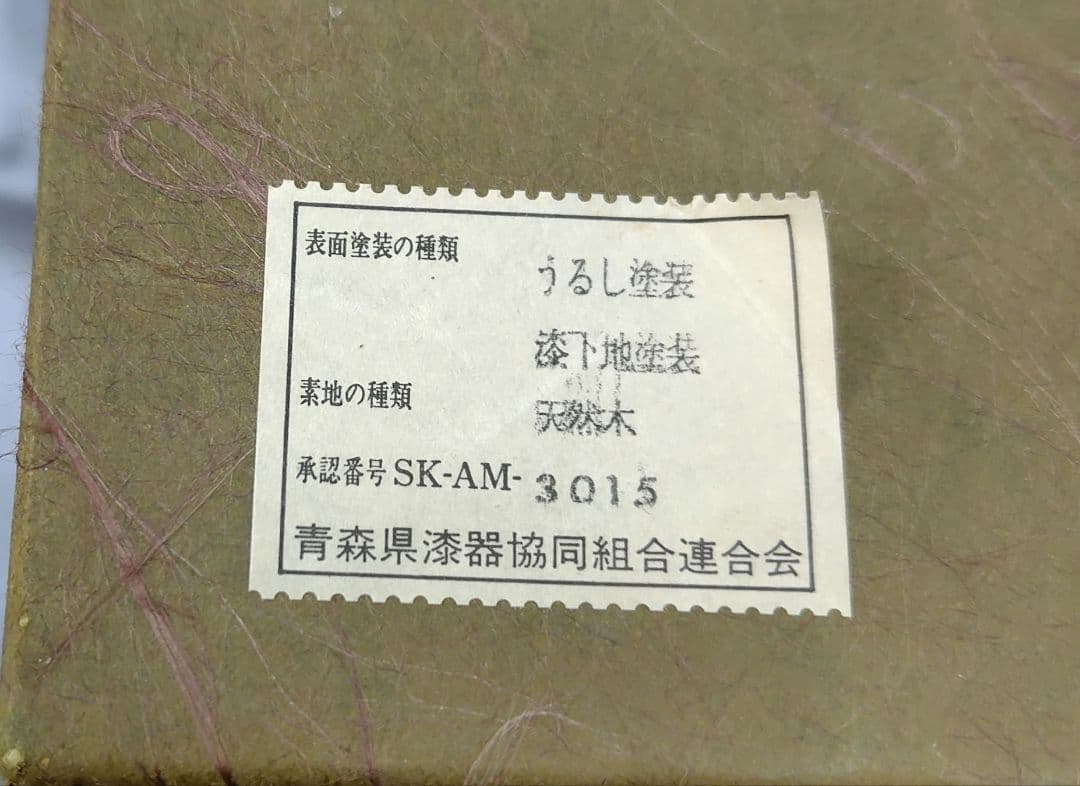 表面塗装の種類
うるし塗装
漆下地塗装
素地の種類
天然木
承認番号 SK-AM-3015
青森県漆器協同組合連合会